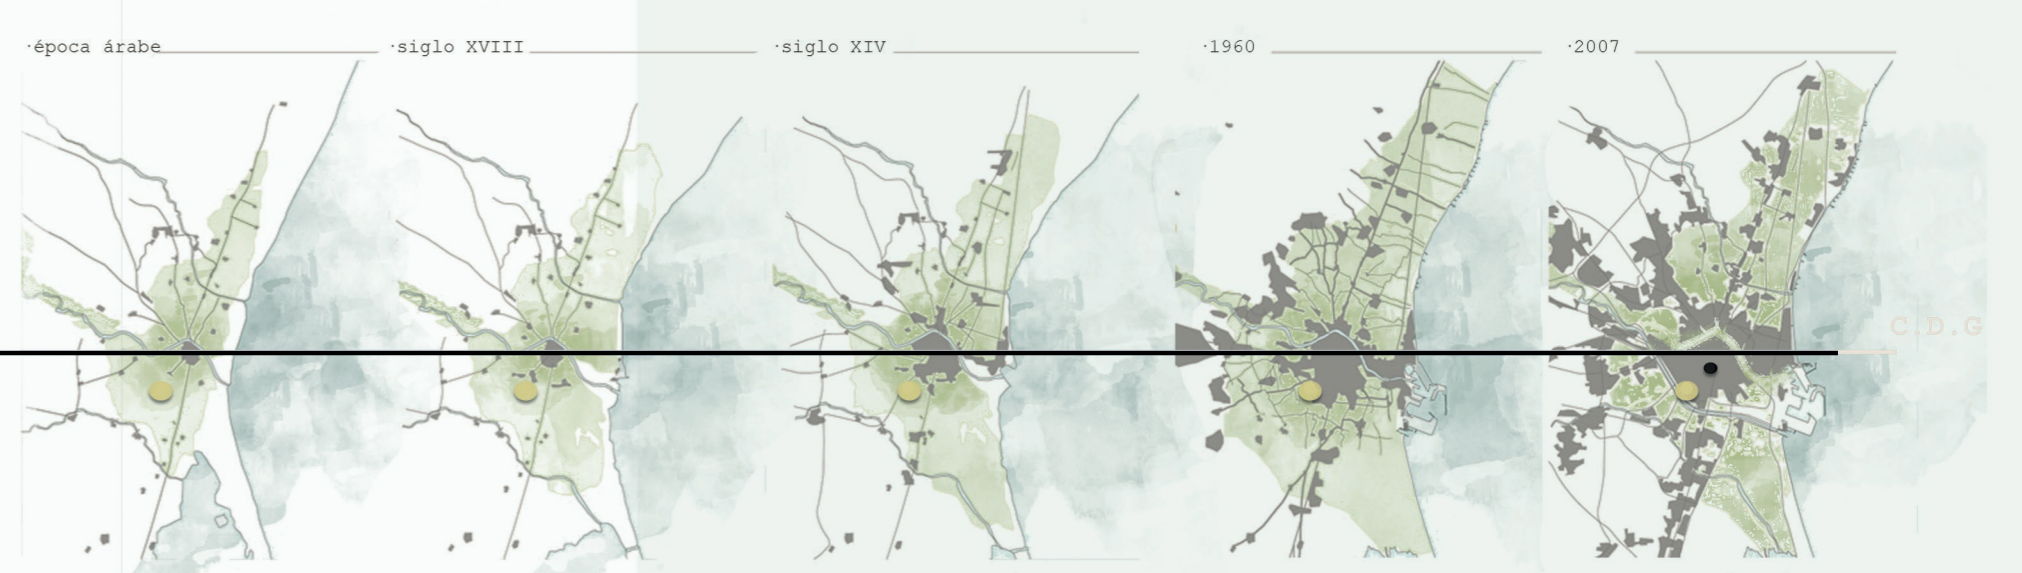 ·época árabe
·siglo XVIII
·siglo XIV
·1960
·2007
C.D.G